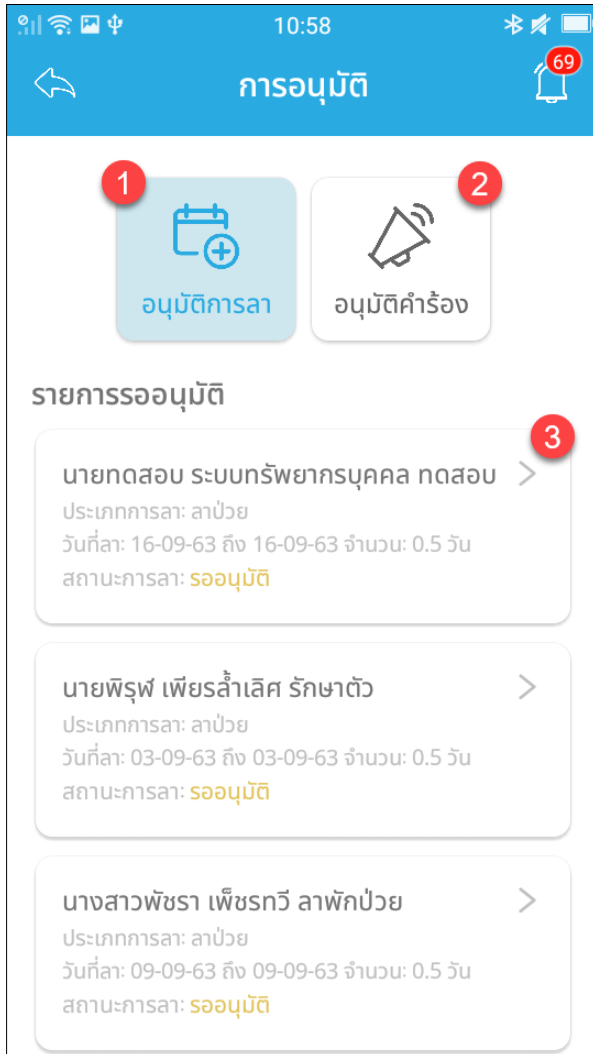 10:58
69
การอนุมัติ
1
2
อนุมัติการลา
อนุมัติคำร้อง
รายการรออนุมัติ
3
นายทดสอบ ระบบทรัพยากรบุคคล ทดสอบ
ประเภทการลา: ลาป่วย
วันที่ลา: 16-09-63 ถึง 16-09-63 จำนวน: 0.5 วัน
สถานะการลา: รออนุมัติ
นายพิรุฬ เพียรล้ำเลิศ รักษาตัว
ประเภทการลา: ลาป่วย
วันที่ลา: 03-09-63 ถึง 03-09-63 จำนวน: 0.5 วัน
สถานะการลา: รออนุมัติ
นางสาวพัชรา เพ็ชรทวี ลาพักป่วย
ประเภทการลา: ลาป่วย
วันที่ลา: 09-09-63 ถึง 09-09-63 จำนวน: 0.5 วัน
สถานะการลา: รออนุมัติ